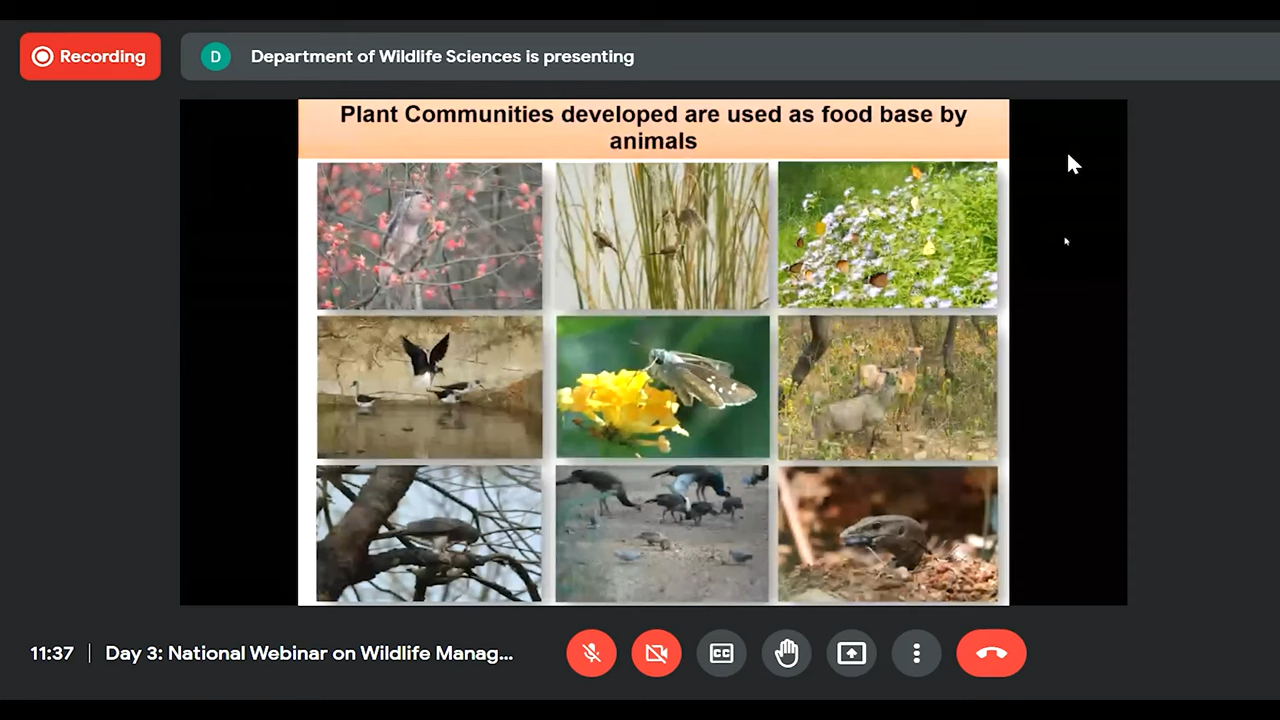 Recording
D
Department of Wildlife Sciences is presenting
Plant Communities developed are used as food base by
animals
11:37
Day 3: National Webinar on Wildlife Manag...
CC